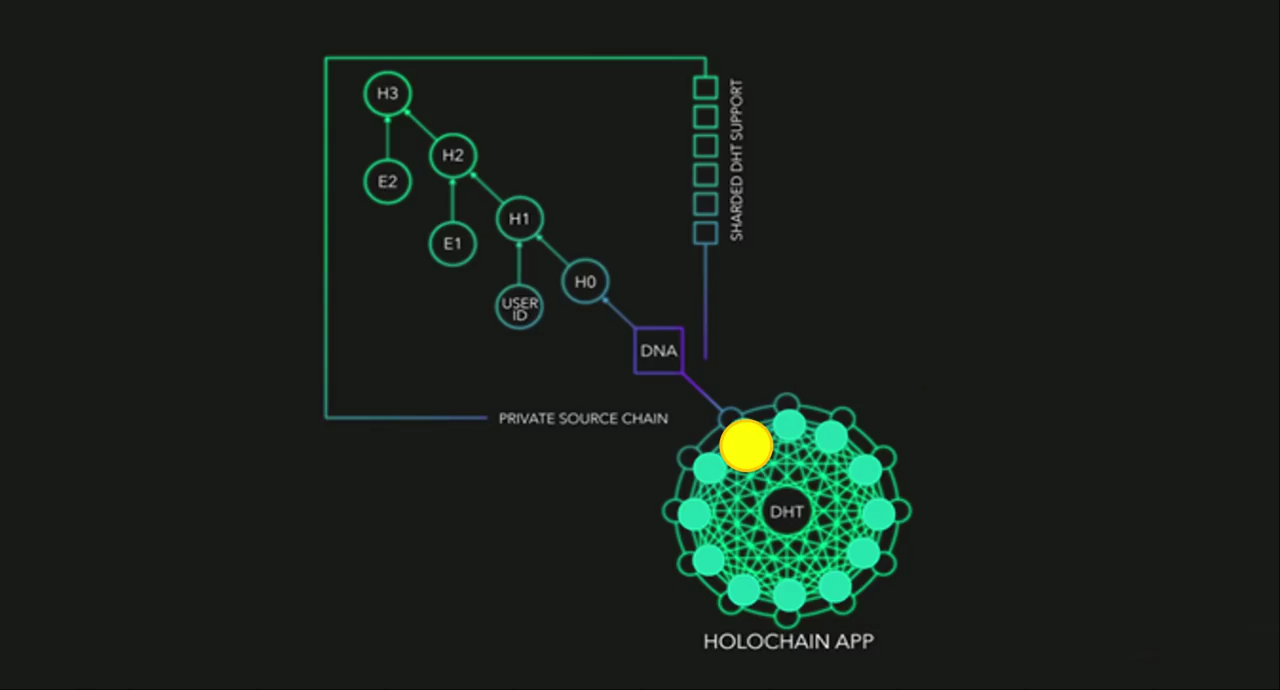 H3
H2
E2
H1
E1
H0
USER
ID
DNA
SHARDED DHT SUPPORT
PRIVATE SOURCE CHAIN
DHT
HOLOCHAIN APP